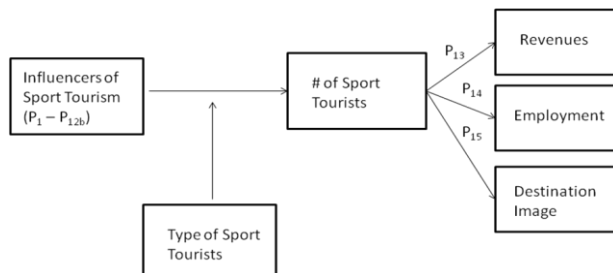 Influencers of
Sport Tourism
(P1 – P12b)
# of Sport
Tourists
Type of Sport
Tourists
P13
P14
P15
Revenues
Employment
Destination
Image